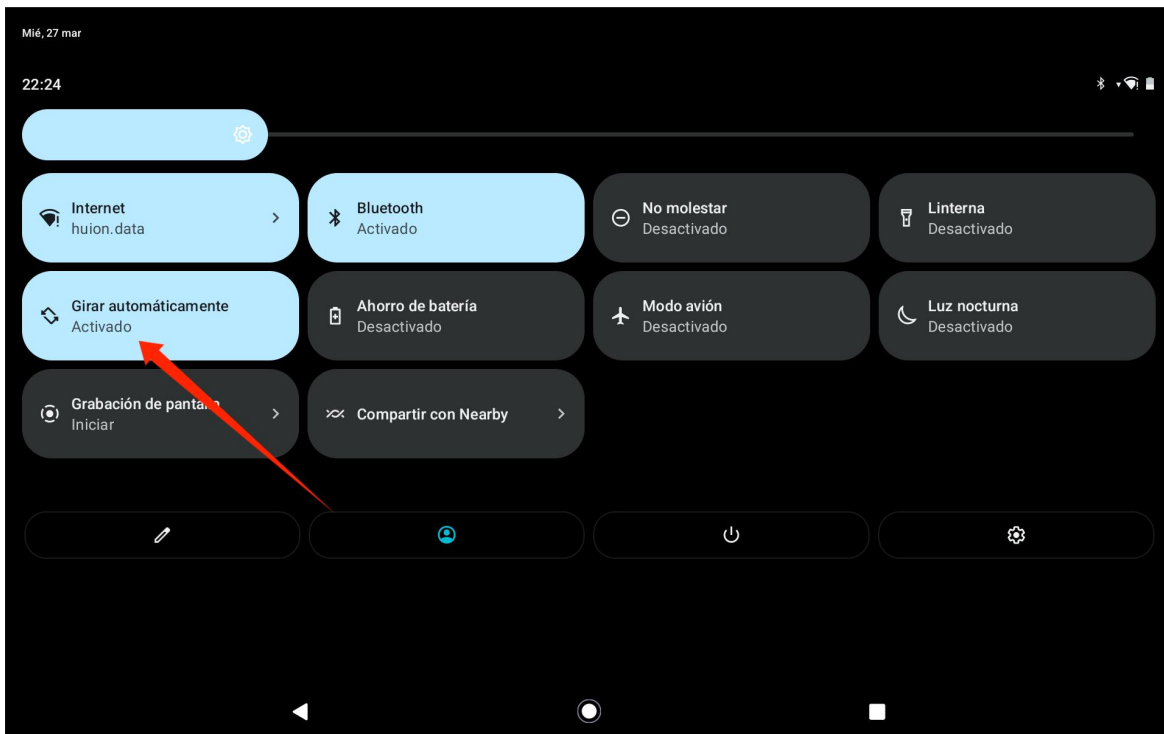 Mié, 27 mar
22:24
Internet
huion.data
Bluetooth
Activado
No molestar
Desactivado
Linterna
Desactivado
Girar automáticamente
Activado
Ahorro de batería
Desactivado
Modo avión
Desactivado
Luz nocturna
Desactivado
Grabación de pantalla
Iniciar
Compartir con Nearby